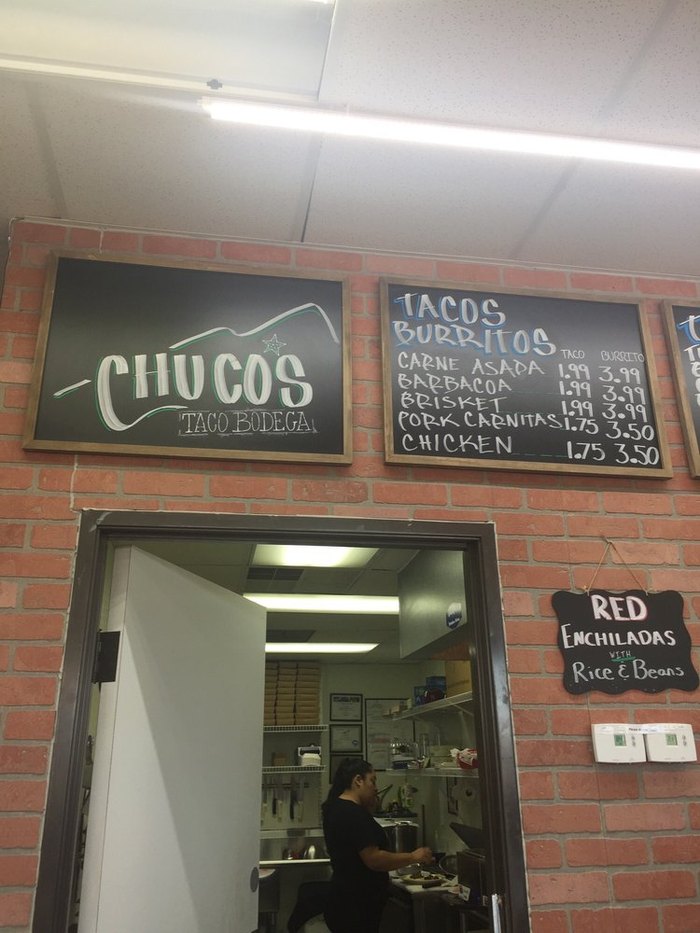 CHUCO'S
TACO BODEGA
TACOS
BURRITOS
TACO BURRITO
CARNE ASADA 1.99 3.99
BARBACOA 1.99 3.99
BRISKET 1.99 3.99
PORK CARNITAS 1.75 3.50
CHICKEN 1.75 3.50
RED
ENCHILADAS
WITH
RICE & BEANS